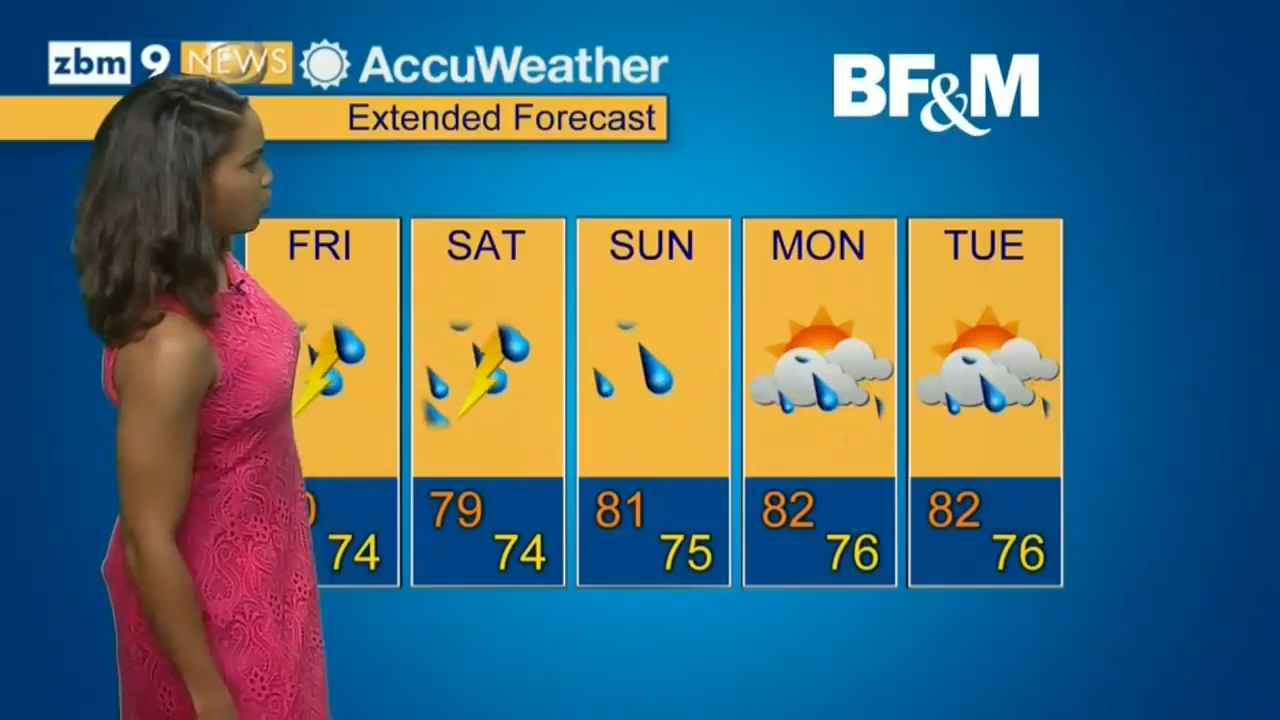 zbm 9 NEWS AccuWeather
Extended Forecast
BF&M
FRI SAT SUN MON TUE
79 81 82 82
74 74 75 76 76